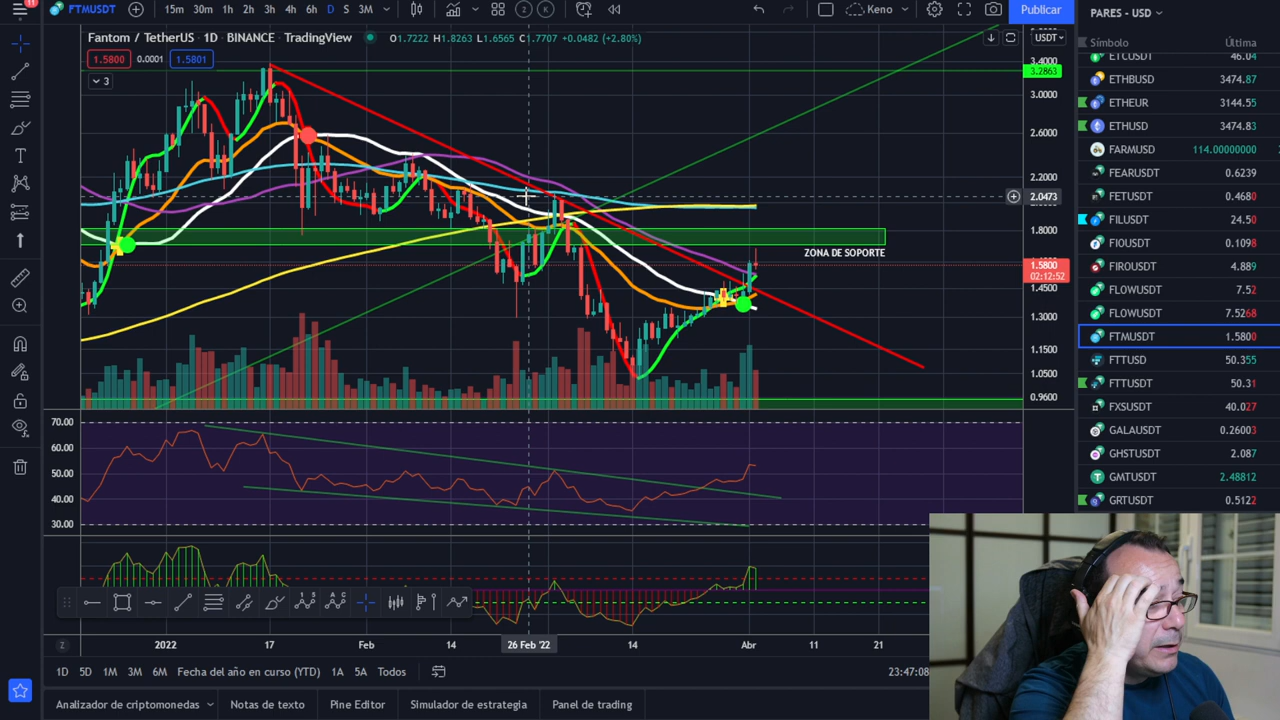 11
FTMUSDT
15m 30m 1h 2h 3h 4h 6h D S 3M
2 K
Keno
Publicar
PARES - USD
Fantom / TetherUS · 1D · BINANCE · TradingView
O1.7222 H1.8263 L1.6565 C1.7707 +0.0482 (+2.80%)
USDT
Símbolo
Última
1.5800
0.0001
1.5801
3
3.4000
3.2863
3.0000
2.6000
2.2000
2.0473
1.8000
ZONA DE SOPORTE
1.5800
02:12:52
1.4500
1.3000
1.1500
1.0500
0.9600
70.00
60.00
50.00
40.00
30.00
ETCUSDT 46.04
ETHBUSD 3474.87
ETHEUR 3144.55
ETHUSD 3474.83
FARMUSD 114.00000000
FEARUSDT 0.6239
FETUSDT 0.4680
FILUSDT 24.50
FIOUSDT 0.1098
FIROUSDT 4.889
FLOWUSDT 7.52
FLOWUSDT 7.5268
FTMUSDT 1.5800
FTTUSD 50.355
FTTUSDT 50.31
FXSUSDT 40.027
GALAUSDT 0.26003
GHSTUSDT 2.087
GMTUSDT 2.48812
GRTUSDT 0.5122
Z
2022
17
Feb
14
26 Feb '22
14
Abr
11
21
1D 5D 1M 3M 6M Fecha del año en curso (YTD) 1A 5A Todos
23:47:08
Analizador de criptomonedas
Notas de texto
Pine Editor
Simulador de estrategia
Panel de trading